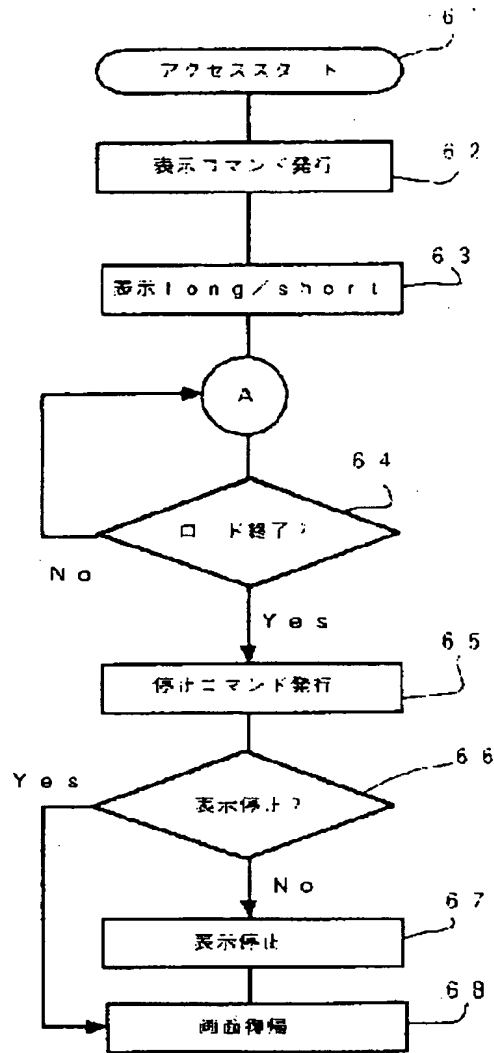 6
アクセススタート
表示コマンド発行
62
表示long/short
63
A
64
ロード終了?
No
Yes
65
停止コマンド発行
66
Yes
表示停止?
No
67
表示停止
68
画面復帰